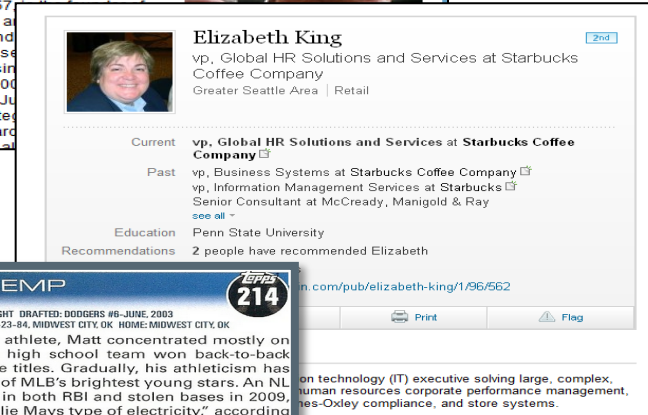 Elizabeth King
2nd
vp, Global HR Solutions and Services at Starbucks
Coffee Company
Greater Seattle Area | Retail
Current vp, Global HR Solutions and Services at Starbucks Coffee
Company
Past vp, Business Systems at Starbucks Coffee Company
vp, Information Management Services at Starbucks
Senior Consultant at McCready, Manigold & Ray
see all
Education Penn State University
Recommendations 2 people have recommended Elizabeth
.com/pub/elizabeth-king/1/96/562
Print
Flag
EMP
Topps
214
DRAFTED: DODGERS #6-JUNE, 2003
23-84, MIDWEST CITY, OK HOME: MIDWEST CITY, OK
athlete, Matt concentrated mostly on
high school team won back-to-back
titles. Gradually, his athleticism has
of MLB's brightest young stars. An NL
in both RBI and stolen bases in 2009,
Mays type of electricity," according
technology (IT) executive solving large, complex,
human resources corporate performance management,
compliance, and store systems.